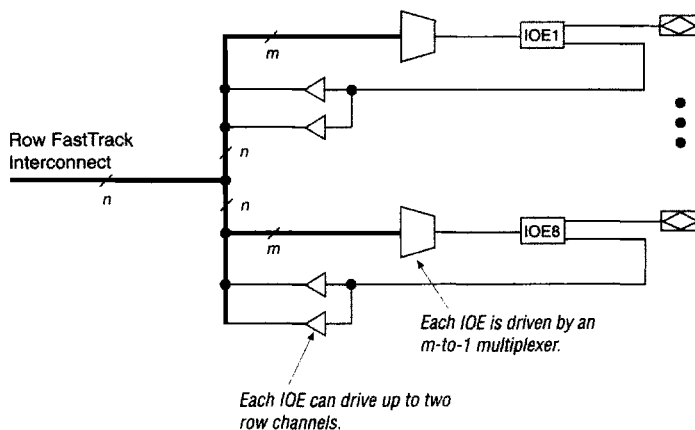 m
IOE1
Row FastTrack
Interconnect
n
n
n
m
IOE8
Each IOE is driven by an
m-to-1 multiplexer.
Each IOE can drive up to two
row channels.